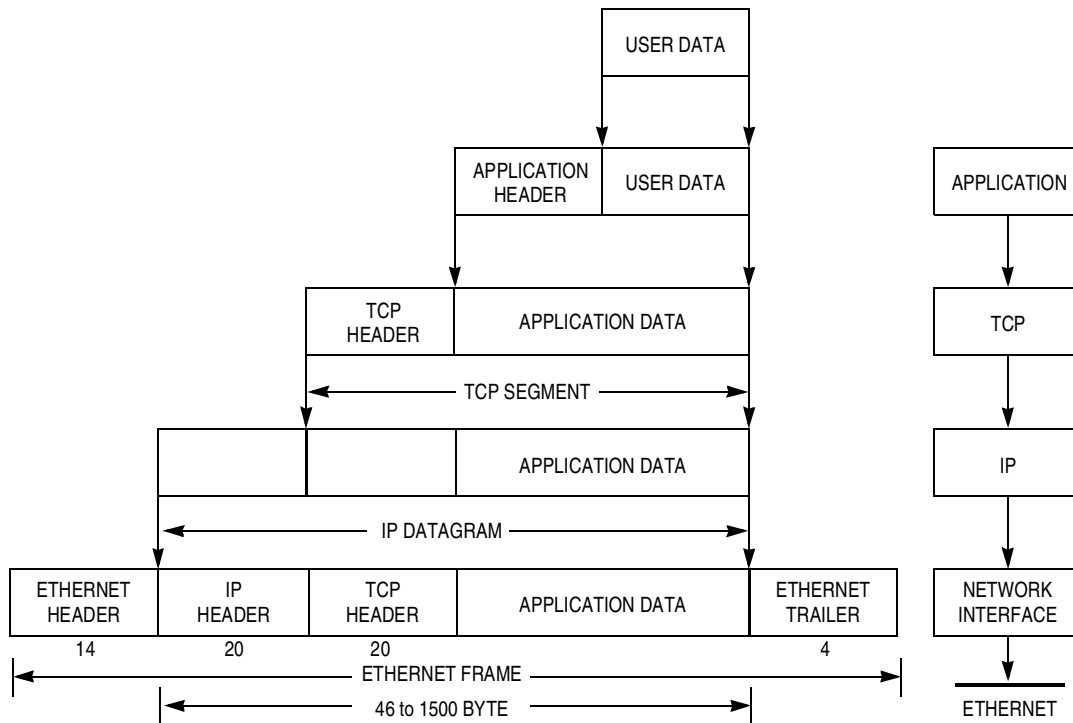 USER DATA
APPLICATION
HEADER
USER DATA
APPLICATION
TCP
HEADER
APPLICATION DATA
TCP
TCP SEGMENT
APPLICATION DATA
IP
IP DATAGRAM
ETHERNET
HEADER
IP
HEADER
TCP
HEADER
APPLICATION DATA
ETHERNET
TRAILER
NETWORK
INTERFACE
14
20
20
4
ETHERNET FRAME
46 to 1500 BYTE
ETHERNET